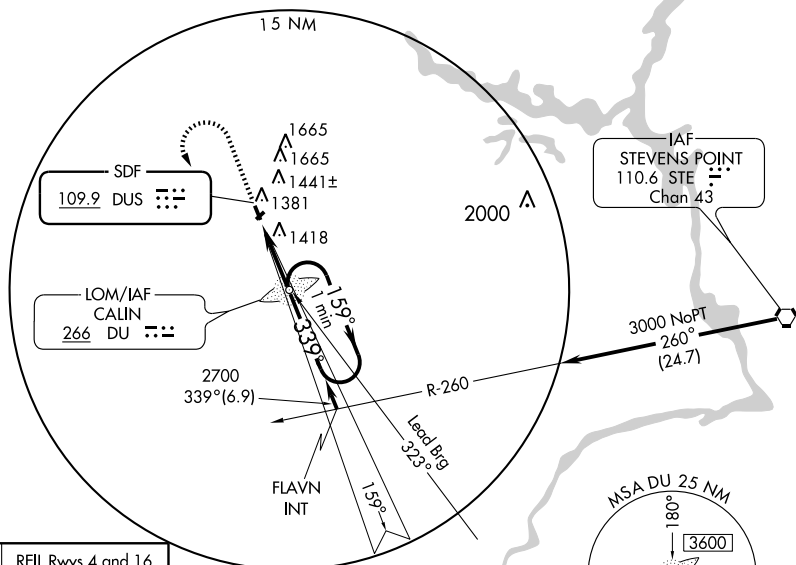 15 NM
1665
1665
1441±
1381
1418
2000
SDF
109.9 DUS
IAF
STEVENS POINT
110.6 STE
Chan 43
LOM/IAF
CALIN
266 DU
1 min
159°
339°
3000 NoPT
260°
(24.7)
R-260
2700
339°(6.9)
Lead Brg
323°
FLAVN
INT
159°
MSA DU 25 NM
180°
3600
REIL Rwys 4 and 16